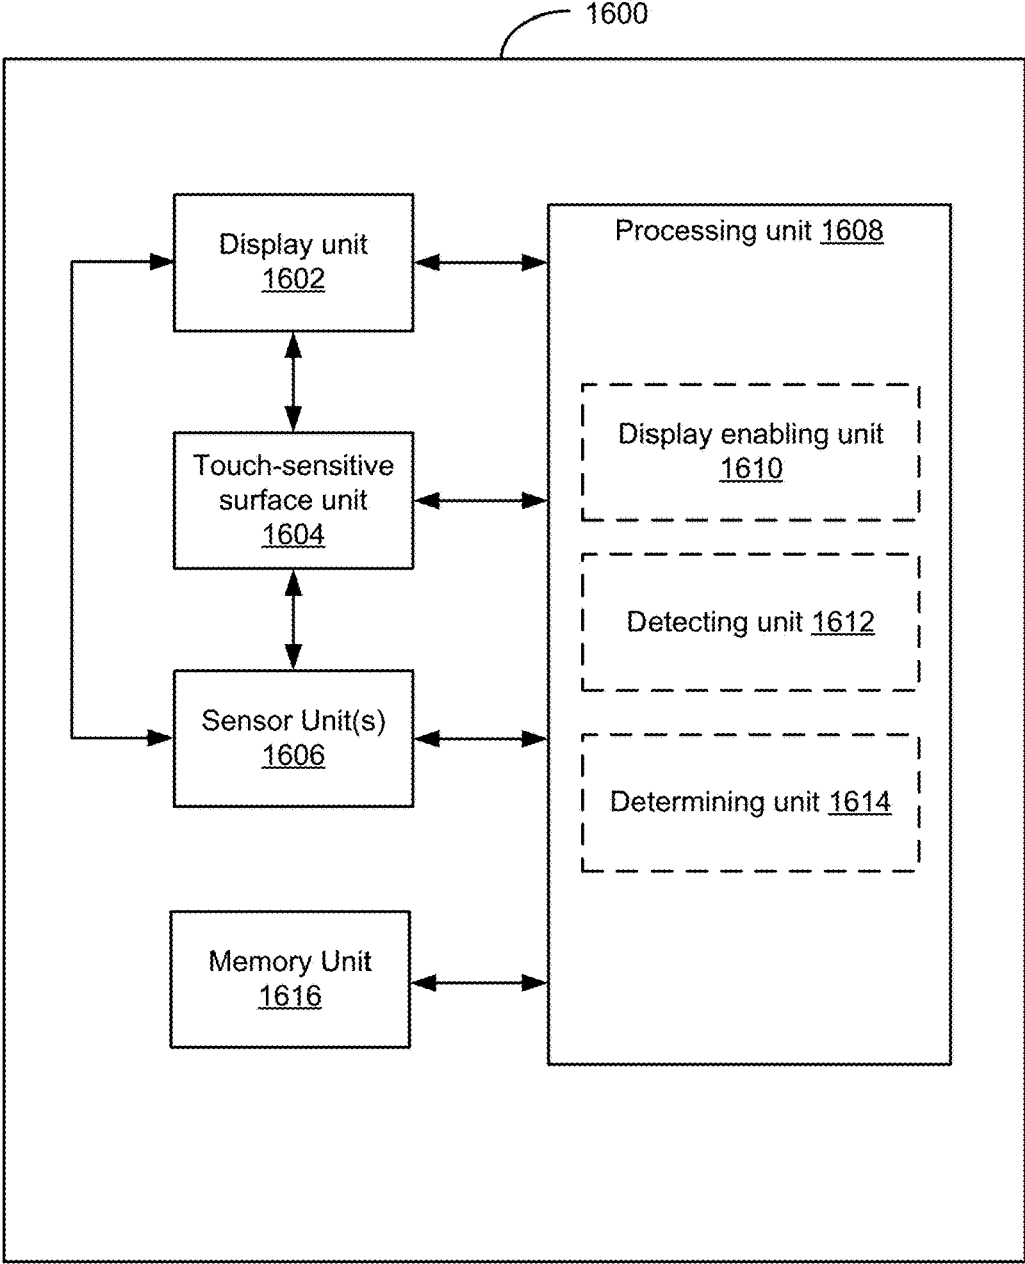 1600
Display unit
1602
Processing unit 1608
Display enabling unit
1610
Touch-sensitive
surface unit
1604
Detecting unit 1612
Sensor Unit(s)
1606
Determining unit 1614
Memory Unit
1616